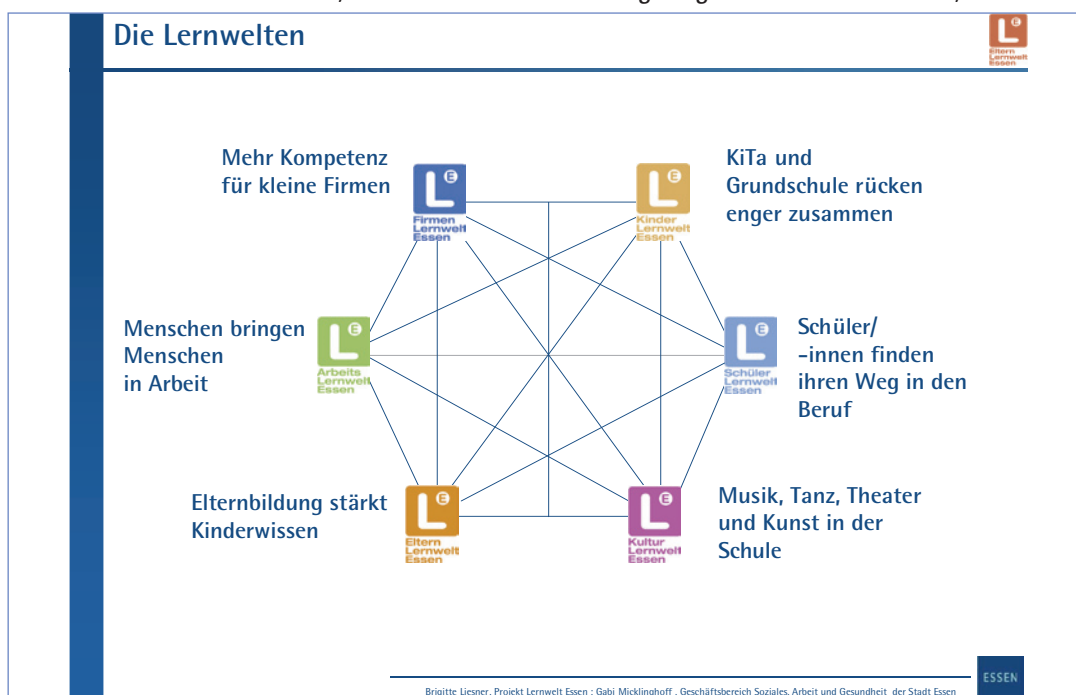 Die Lernwelten
L
Eltern
Lernwelt
Essen
Mehr Kompetenz
für kleine Firmen
L E
Firmen
Lernwelt
Essen
L E
Kinder
Lernwelt
Essen
KiTa und
Grundschule rücken
enger zusammen
Menschen bringen
Menschen
in Arbeit
L E
Arbeits
Lernwelt
Essen
L E
Schüler
Lernwelt
Essen
Schüler/
-innen finden
ihren Weg in den
Beruf
Elternbildung stärkt
Kinderwissen
L E
Eltern
Lernwelt
Essen
L E
Kultur
Lernwelt
Essen
Musik, Tanz, Theater
und Kunst in der
Schule
ESSEN
Brigitte Liesner, Projekt Lernwelt Essen ; Gabi Micklinghoff , Geschäftsbereich Soziales, Arbeit und Gesundheit der Stadt Essen